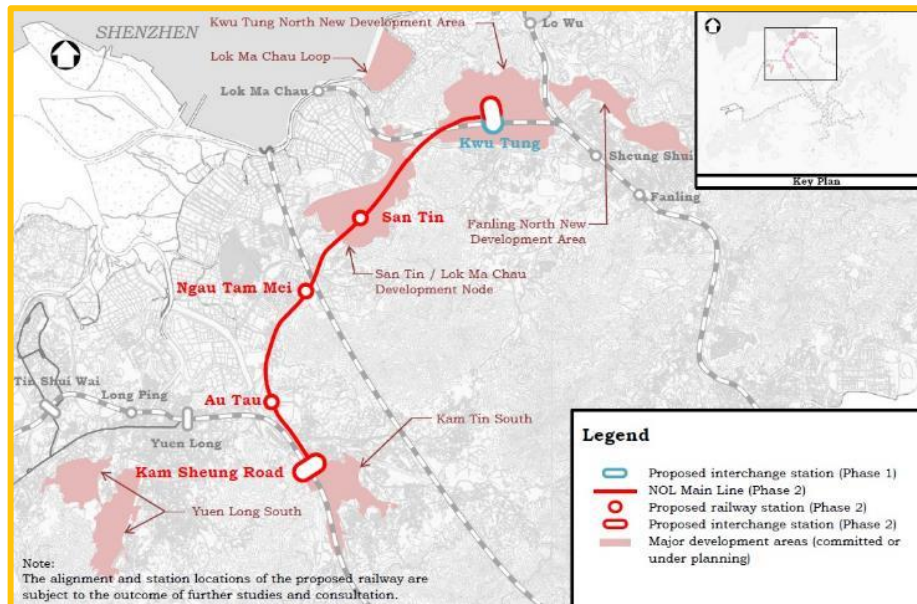 Kwu Tung North New Development Area
Lo Wu
SHENZHEN
Lok Ma Chau Loop
Lok Ma Chau
Kwu Tung
Sheung Shui
Key Plan
Fanling
San Tin
Fanling North New
Development Area
San Tin / Lok Ma Chau
Development Node
Ngau Tam Mei
Tin Shui Wai
Long Ping
Au Tau
Kam Tin South
Yuen Long
Kam Sheung Road
Yuen Long South
Legend
Proposed interchange station (Phase 1)
NOL Main Line (Phase 2)
Proposed railway station (Phase 2)
Proposed interchange station (Phase 2)
Major development areas (committed or
under planning)
Note:
The alignment and station locations of the proposed railway are
subject to the outcome of further studies and consultation.